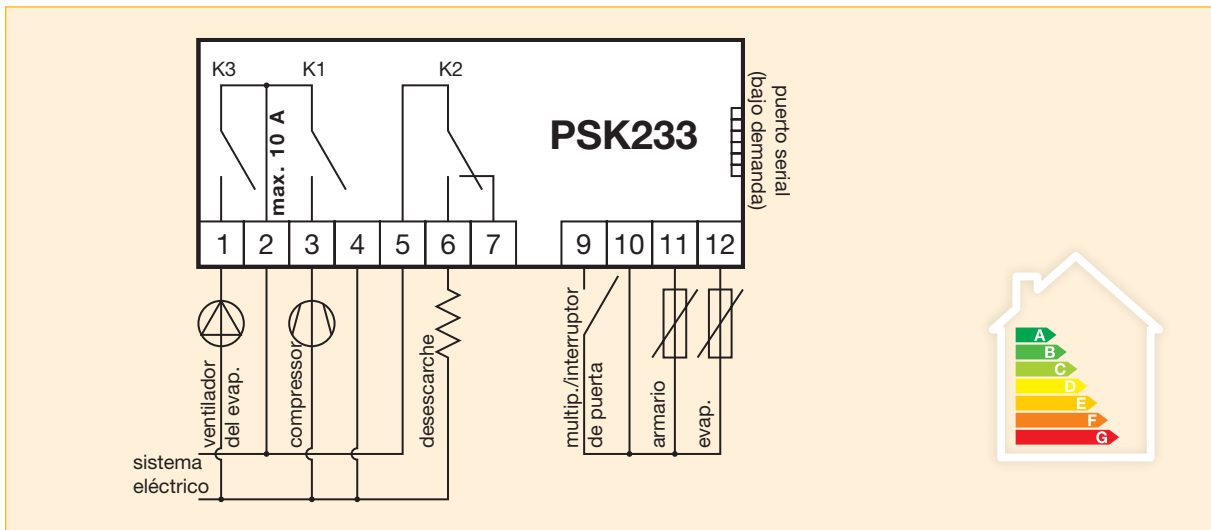 K3
K1
K2
max. 10 A
PSK233
puerto serial
(bajo demanda)
1 2 3 4 5 6 7 9 10 11 12
ventilador
del evap.
compressor
desescarche
multip./interruptor
de puerta
armario
evap.
sistema
eléctrico
A
B
C
D
E
F
G